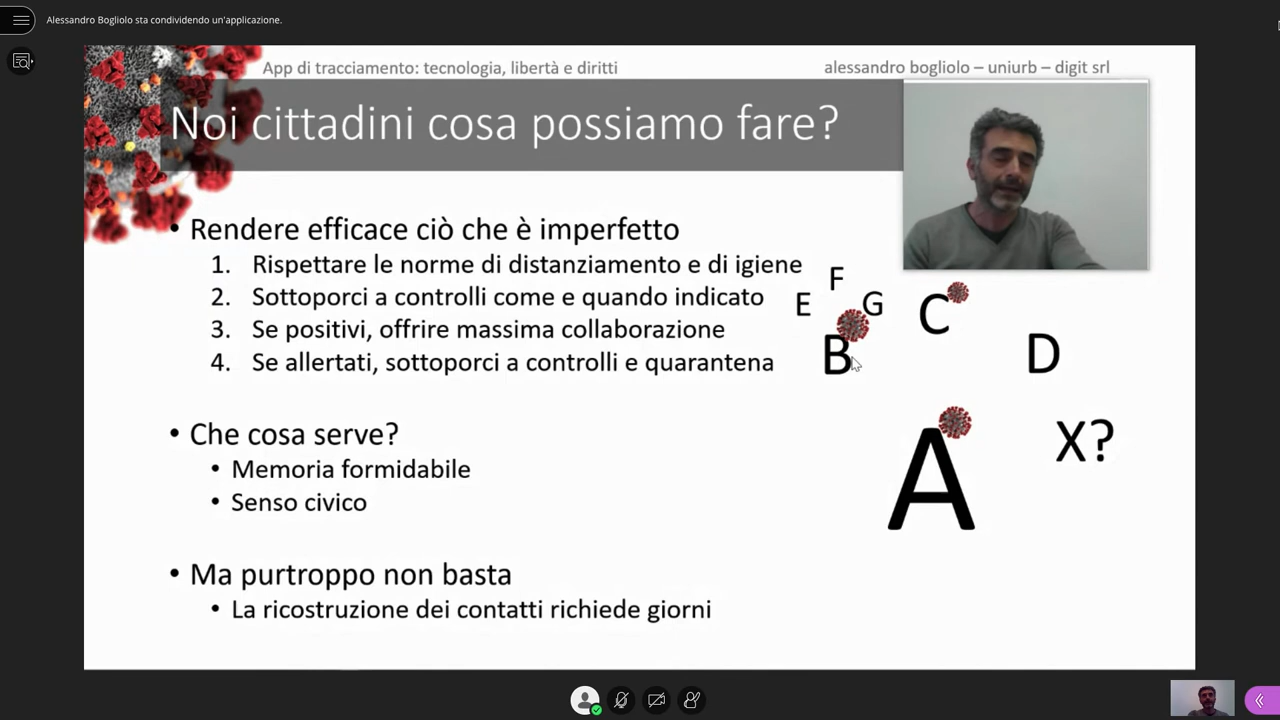 Alessandro Bogliolo sta condividendo un'applicazione.
App di tracciamento: tecnologia, libertà e diritti
alessandro bogliolo – uniurb – digit srl
Noi cittadini cosa possiamo fare?
• Rendere efficace ciò che è imperfetto
1. Rispettare le norme di distanziamento e di igiene
2. Sottoporci a controlli come e quando indicato
3. Se positivi, offrire massima collaborazione
4. Se allertati, sottoporci a controlli e quarantena
• Che cosa serve?
• Memoria formidabile
• Senso civico
• Ma purtroppo non basta
• La ricostruzione dei contatti richiede giorni
F
E
G
C
B
D
X?
A